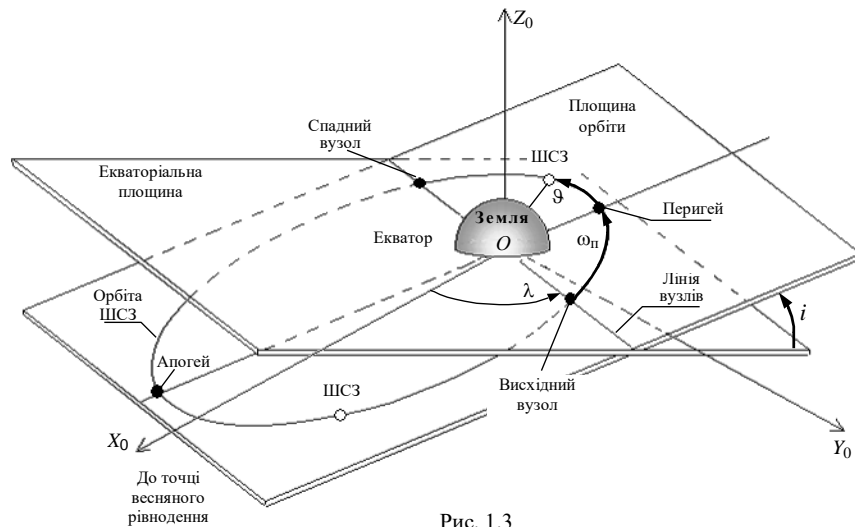 Z0
Площина
орбіти
Спадний
вузол
ШСЗ
Екваторіальна
площина
ϑ
Земля
Перигей
Екватор
O
ωп
Орбіта
ШСЗ
λ
Лінія
вузлів
i
Апогей
ШСЗ
Висхідний
вузол
X0
Y0
До точці
весняного
рівнодення
Рис. 1.3